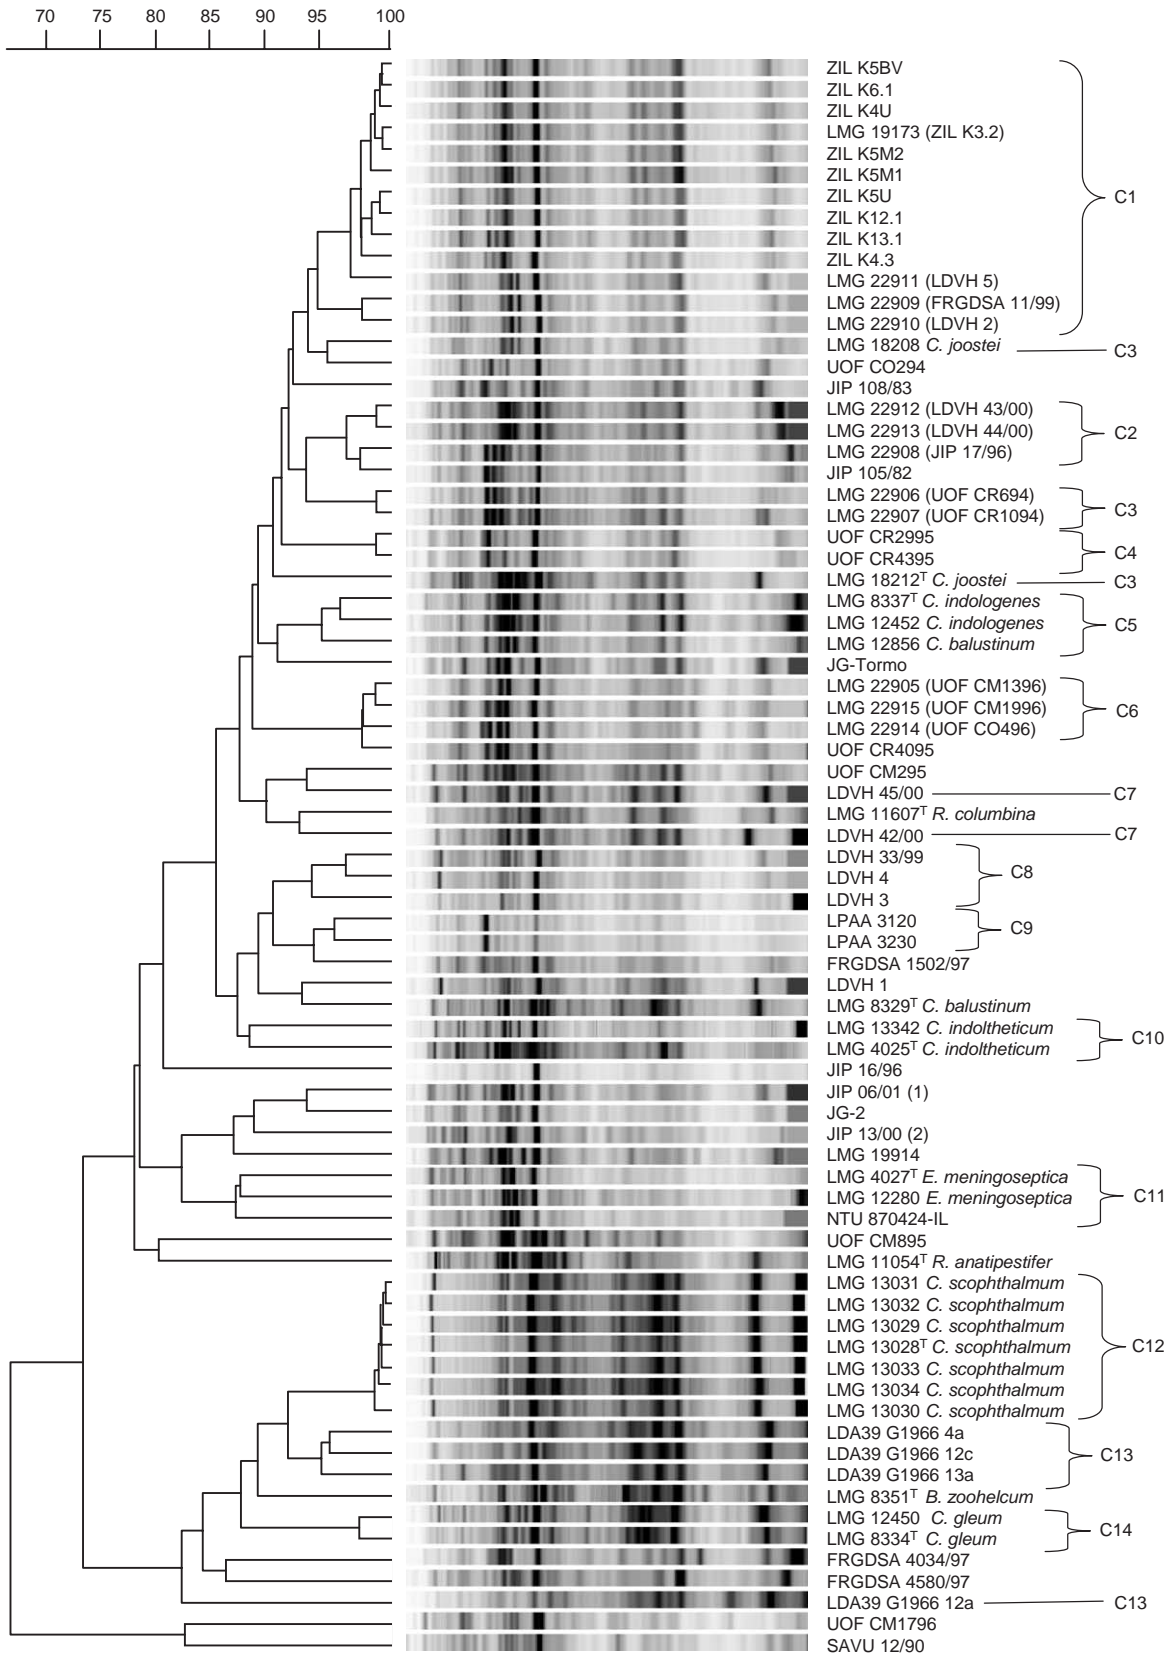 70 75 80 85 90 95 100
ZIL K5BV
ZIL K6.1
ZIL K4U
LMG 19173 (ZIL K3.2)
ZIL K5M2
ZIL K5M1
ZIL K5U
C1
ZIL K12.1
ZIL K13.1
ZIL K4.3
LMG 22911 (LDVH 5)
LMG 22909 (FRGDSA 11/99)
LMG 22910 (LDVH 2)
LMG 18208 C. joostei
C3
UOF CO294
JIP 108/83
LMG 22912 (LDVH 43/00)
LMG 22913 (LDVH 44/00)
C2
LMG 22908 (JIP 17/96)
JIP 105/82
LMG 22906 (UOF CR694)
LMG 22907 (UOF CR1094)
C3
UOF CR2995
UOF CR4395
C4
LMG 18212T C. joostei
C3
LMG 8337T C. indologenes
LMG 12452 C. indologenes
C5
LMG 12856 C. balustinum
JG-Tormo
LMG 22905 (UOF CM1396)
LMG 22915 (UOF CM1996)
C6
LMG 22914 (UOF CO496)
UOF CR4095
UOF CM295
LDVH 45/00
C7
LMG 11607T R. columbina
LDVH 42/00
C7
LDVH 33/99
LDVH 4
C8
LDVH 3
LPAA 3120
C9
LPAA 3230
FRGDSA 1502/97
LDVH 1
LMG 8329T C. balustinum
LMG 13342 C. indoltheticum
C10
LMG 4025T C. indoltheticum
JIP 16/96
JIP 06/01 (1)
JG-2
JIP 13/00 (2)
LMG 19914
LMG 4027T E. meningoseptica
LMG 12280 E. meningoseptica
C11
NTU 870424-IL
UOF CM895
LMG 11054T R. anatipestifer
LMG 13031 C. scophthalmum
LMG 13032 C. scophthalmum
LMG 13029 C. scophthalmum
LMG 13028T C. scophthalmum
C12
LMG 13033 C. scophthalmum
LMG 13034 C. scophthalmum
LMG 13030 C. scophthalmum
LDA39 G1966 4a
LDA39 G1966 12c
C13
LDA39 G1966 13a
LMG 8351T B. zoohelcum
LMG 12450 C. gleum
C14
LMG 8334T C. gleum
FRGDSA 4034/97
FRGDSA 4580/97
LDA39 G1966 12a
C13
UOF CM1796
SAVU 12/90